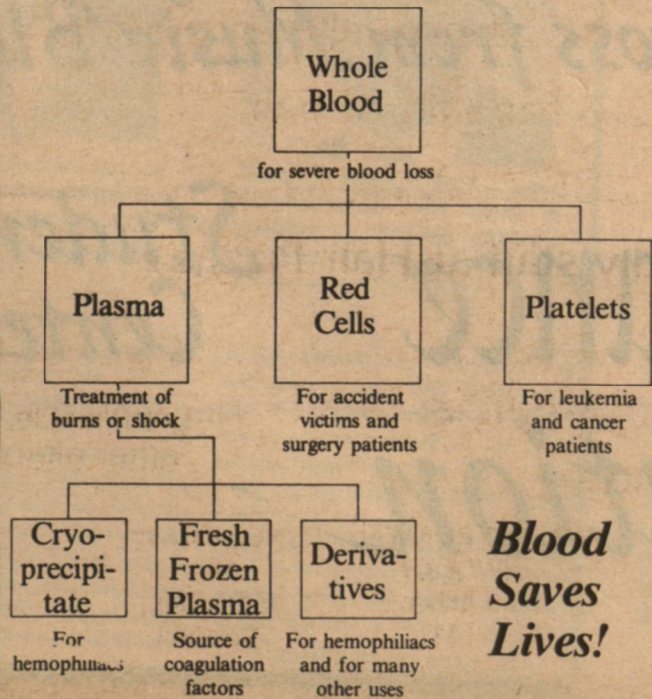 Whole
Blood
for severe blood loss
Plasma
Red
Cells
Platelets
Treatment of
burns or shock
For accident
victims and
surgery patients
For leukemia
and cancer
patients
Cryo-
precipi-
tate
Fresh
Frozen
Plasma
Deriva-
tives
For
hemophiliacs
Source of
coagulation
factors
For hemophiliacs
and for many
other uses
Blood
Saves
Lives!